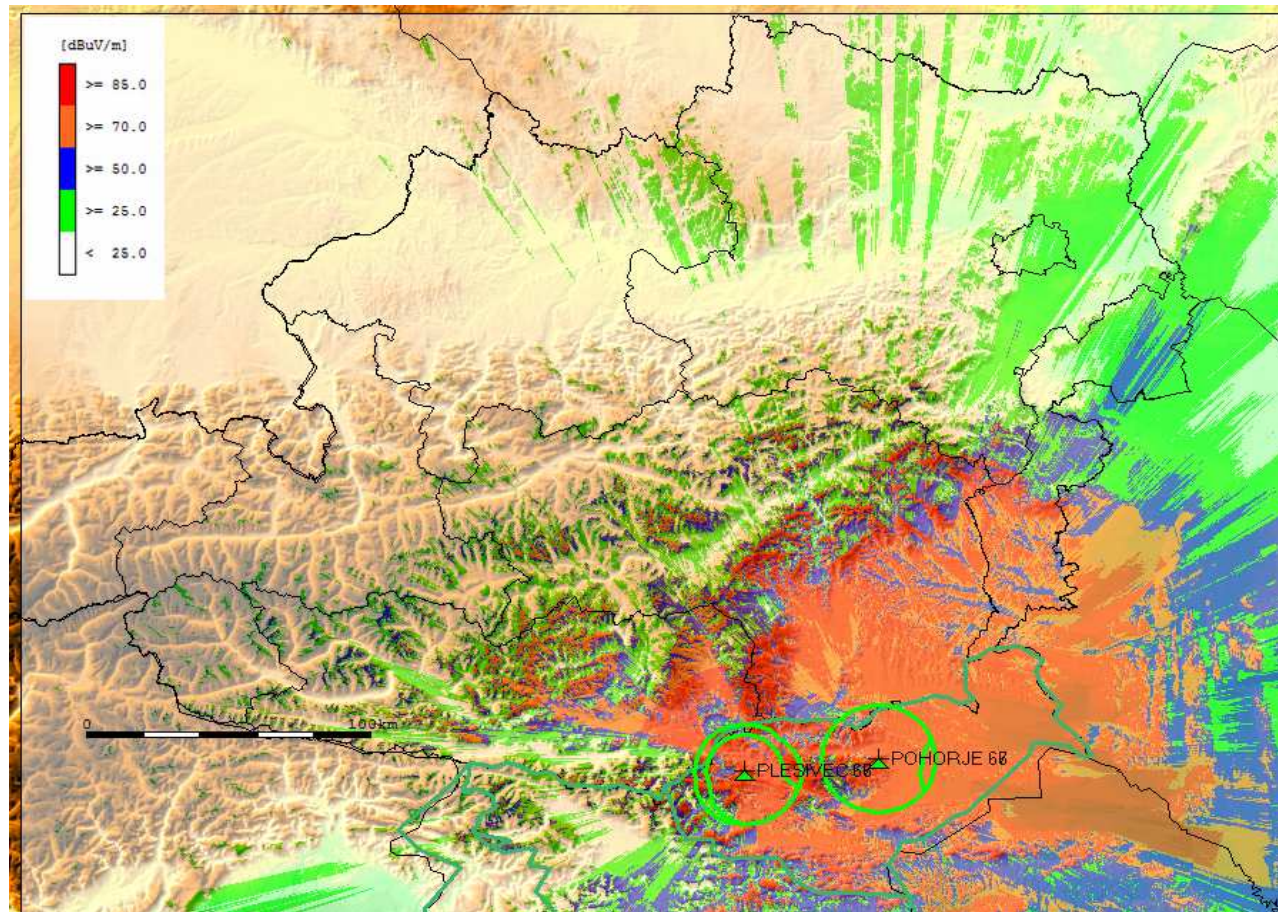 [dBuV/m]
>= 85.0
>= 70.0
>= 50.0
>= 25.0
< 25.0
0 100km
PLESIVEC
POHORJE